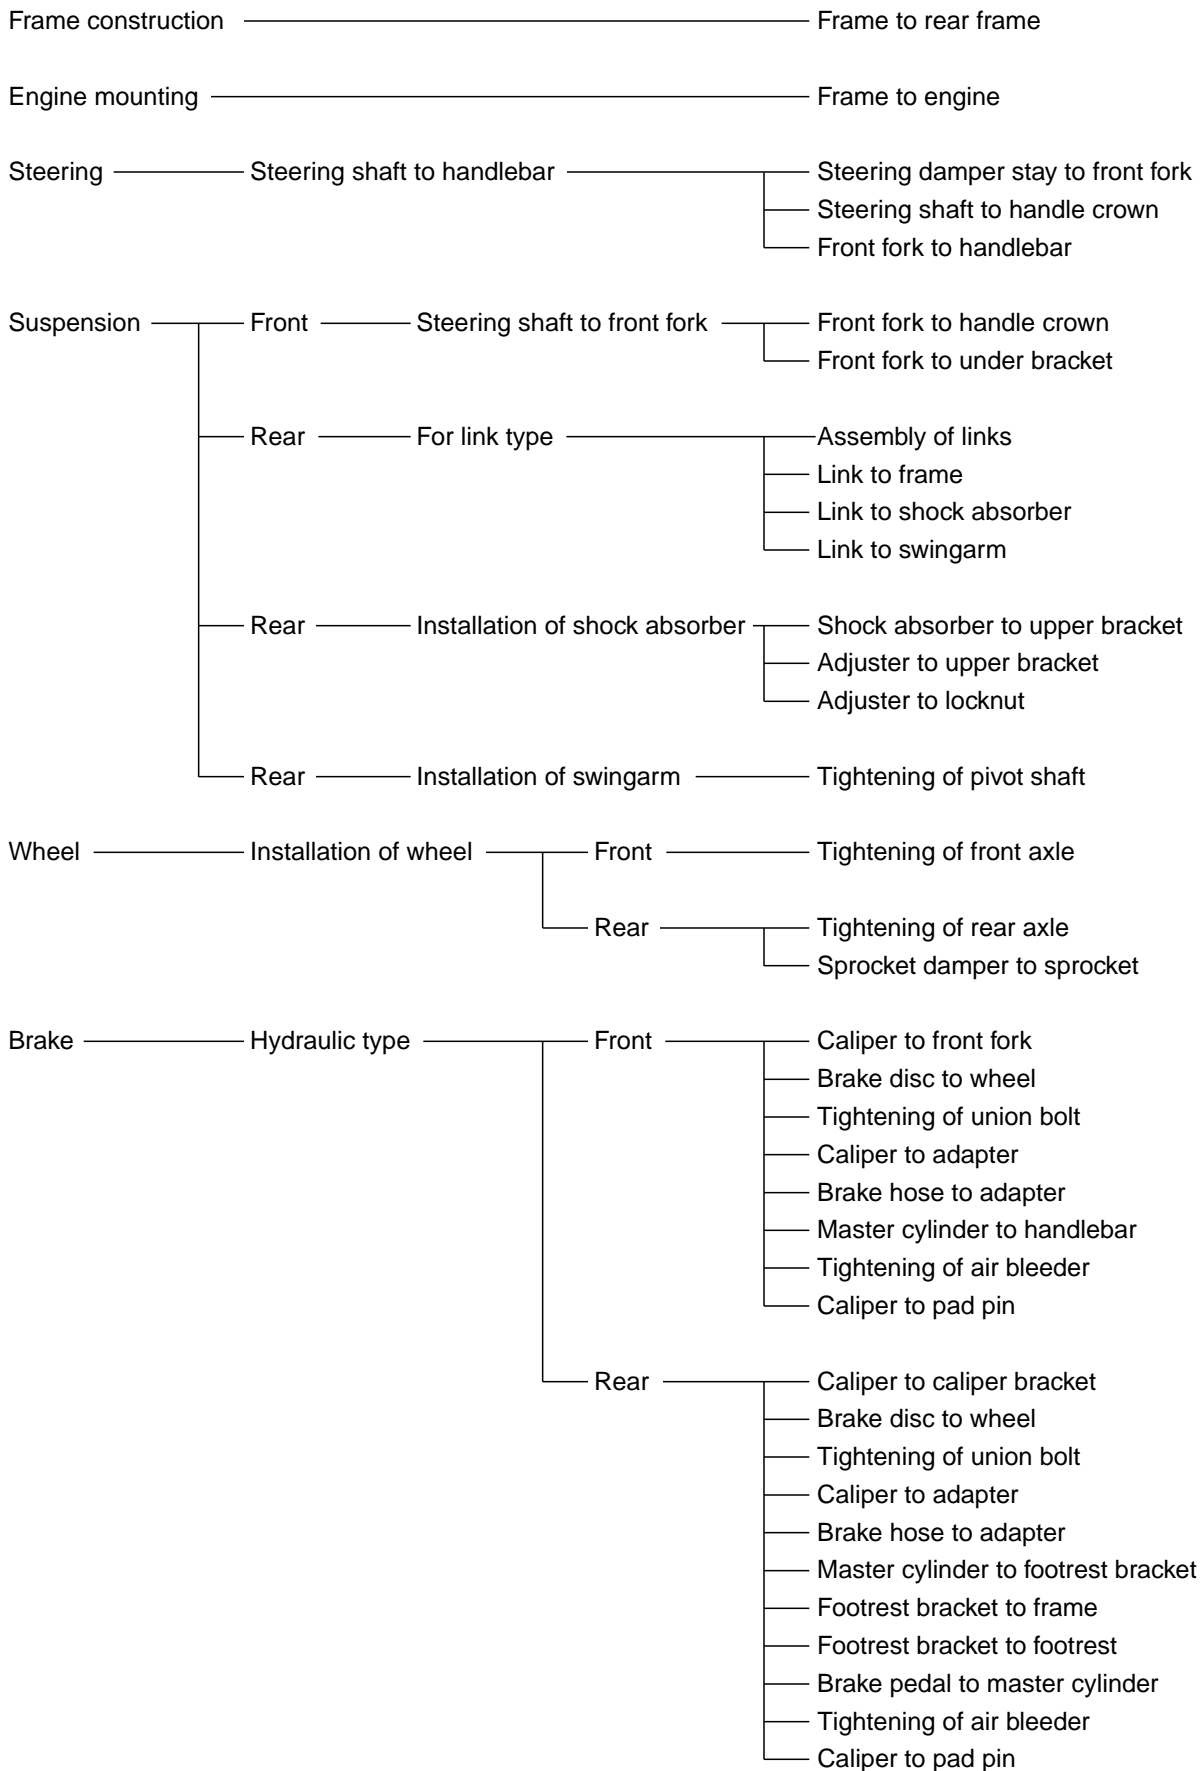 Frame construction Frame to rear frame
Engine mounting Frame to engine
Steering Steering shaft to handlebar Steering damper stay to front fork
Steering shaft to handle crown
Front fork to handlebar
Suspension Front Steering shaft to front fork Front fork to handle crown
Front fork to under bracket
Rear For link type Assembly of links
Link to frame
Link to shock absorber
Link to swingarm
Rear Installation of shock absorber Shock absorber to upper bracket
Adjuster to upper bracket
Adjuster to locknut
Rear Installation of swingarm Tightening of pivot shaft
Wheel Installation of wheel Front Tightening of front axle
Rear Tightening of rear axle
Sprocket damper to sprocket
Brake Hydraulic type Front Caliper to front fork
Brake disc to wheel
Tightening of union bolt
Caliper to adapter
Brake hose to adapter
Master cylinder to handlebar
Tightening of air bleeder
Caliper to pad pin
Rear Caliper to caliper bracket
Brake disc to wheel
Tightening of union bolt
Caliper to adapter
Brake hose to adapter
Master cylinder to footrest bracket
Footrest bracket to frame
Footrest bracket to footrest
Brake pedal to master cylinder
Tightening of air bleeder
Caliper to pad pin